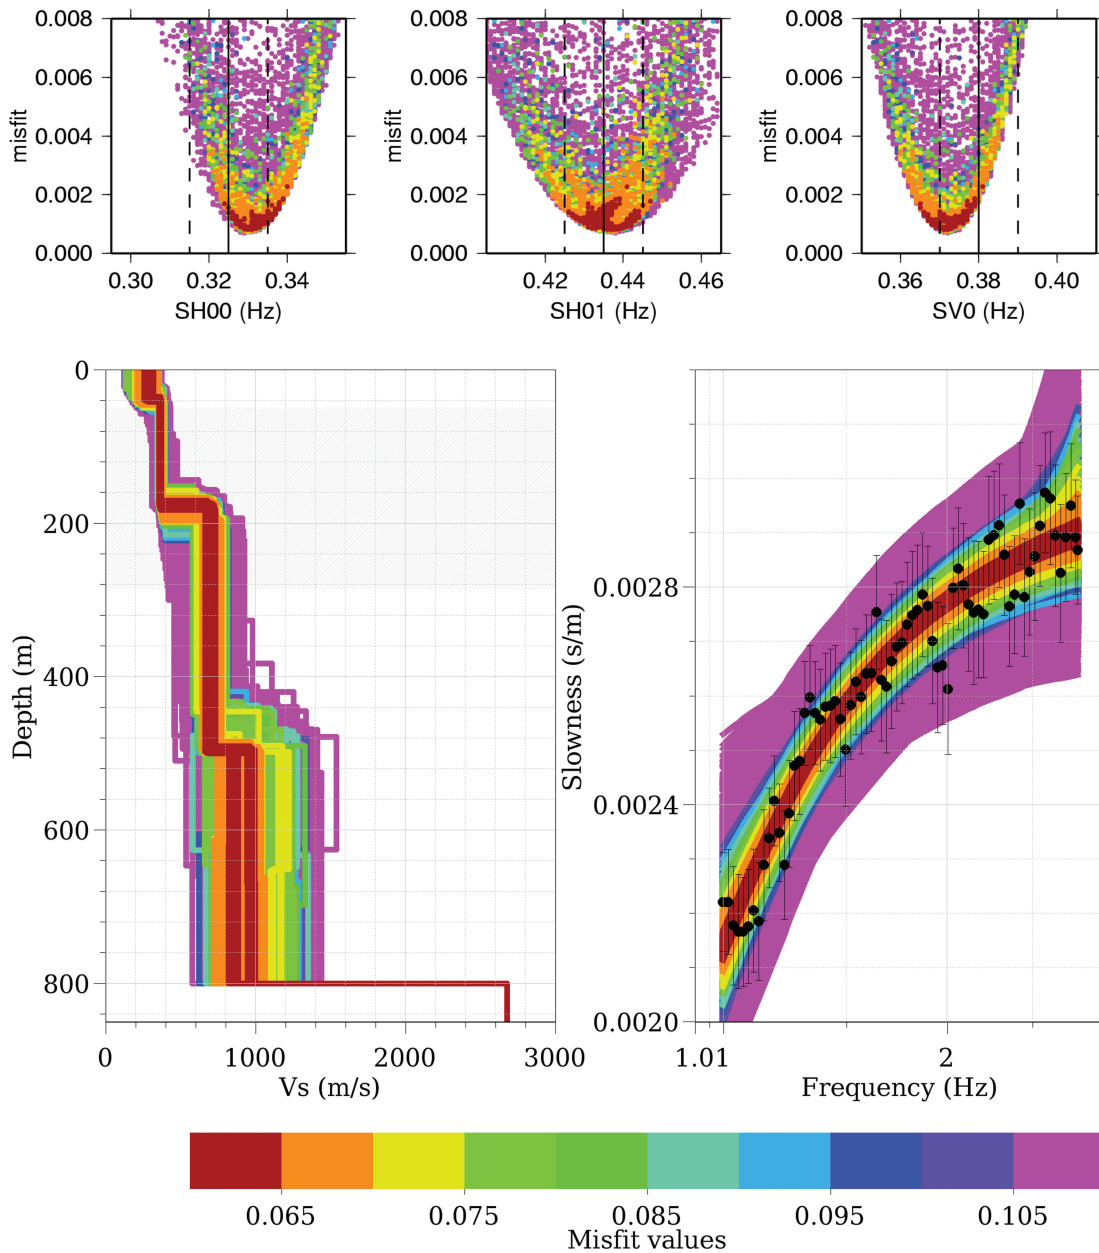 0.008 0.008 0.008
0.006 0.006 0.006
misfit misfit misfit
0.004 0.004 0.004
0.002 0.002 0.002
0.000 0.000 0.000
0.30 0.32 0.34 0.42 0.44 0.46 0.36 0.38 0.40
SH00 (Hz) SH01 (Hz) SV0 (Hz)
0
200
400
600
800
Depth (m)
0 1000 2000 3000
Vs (m/s)
0.0028
0.0024
0.0020
Slowness (s/m)
1.01 2
Frequency (Hz)
0.065 0.075 0.085 0.095 0.105
Misfit values